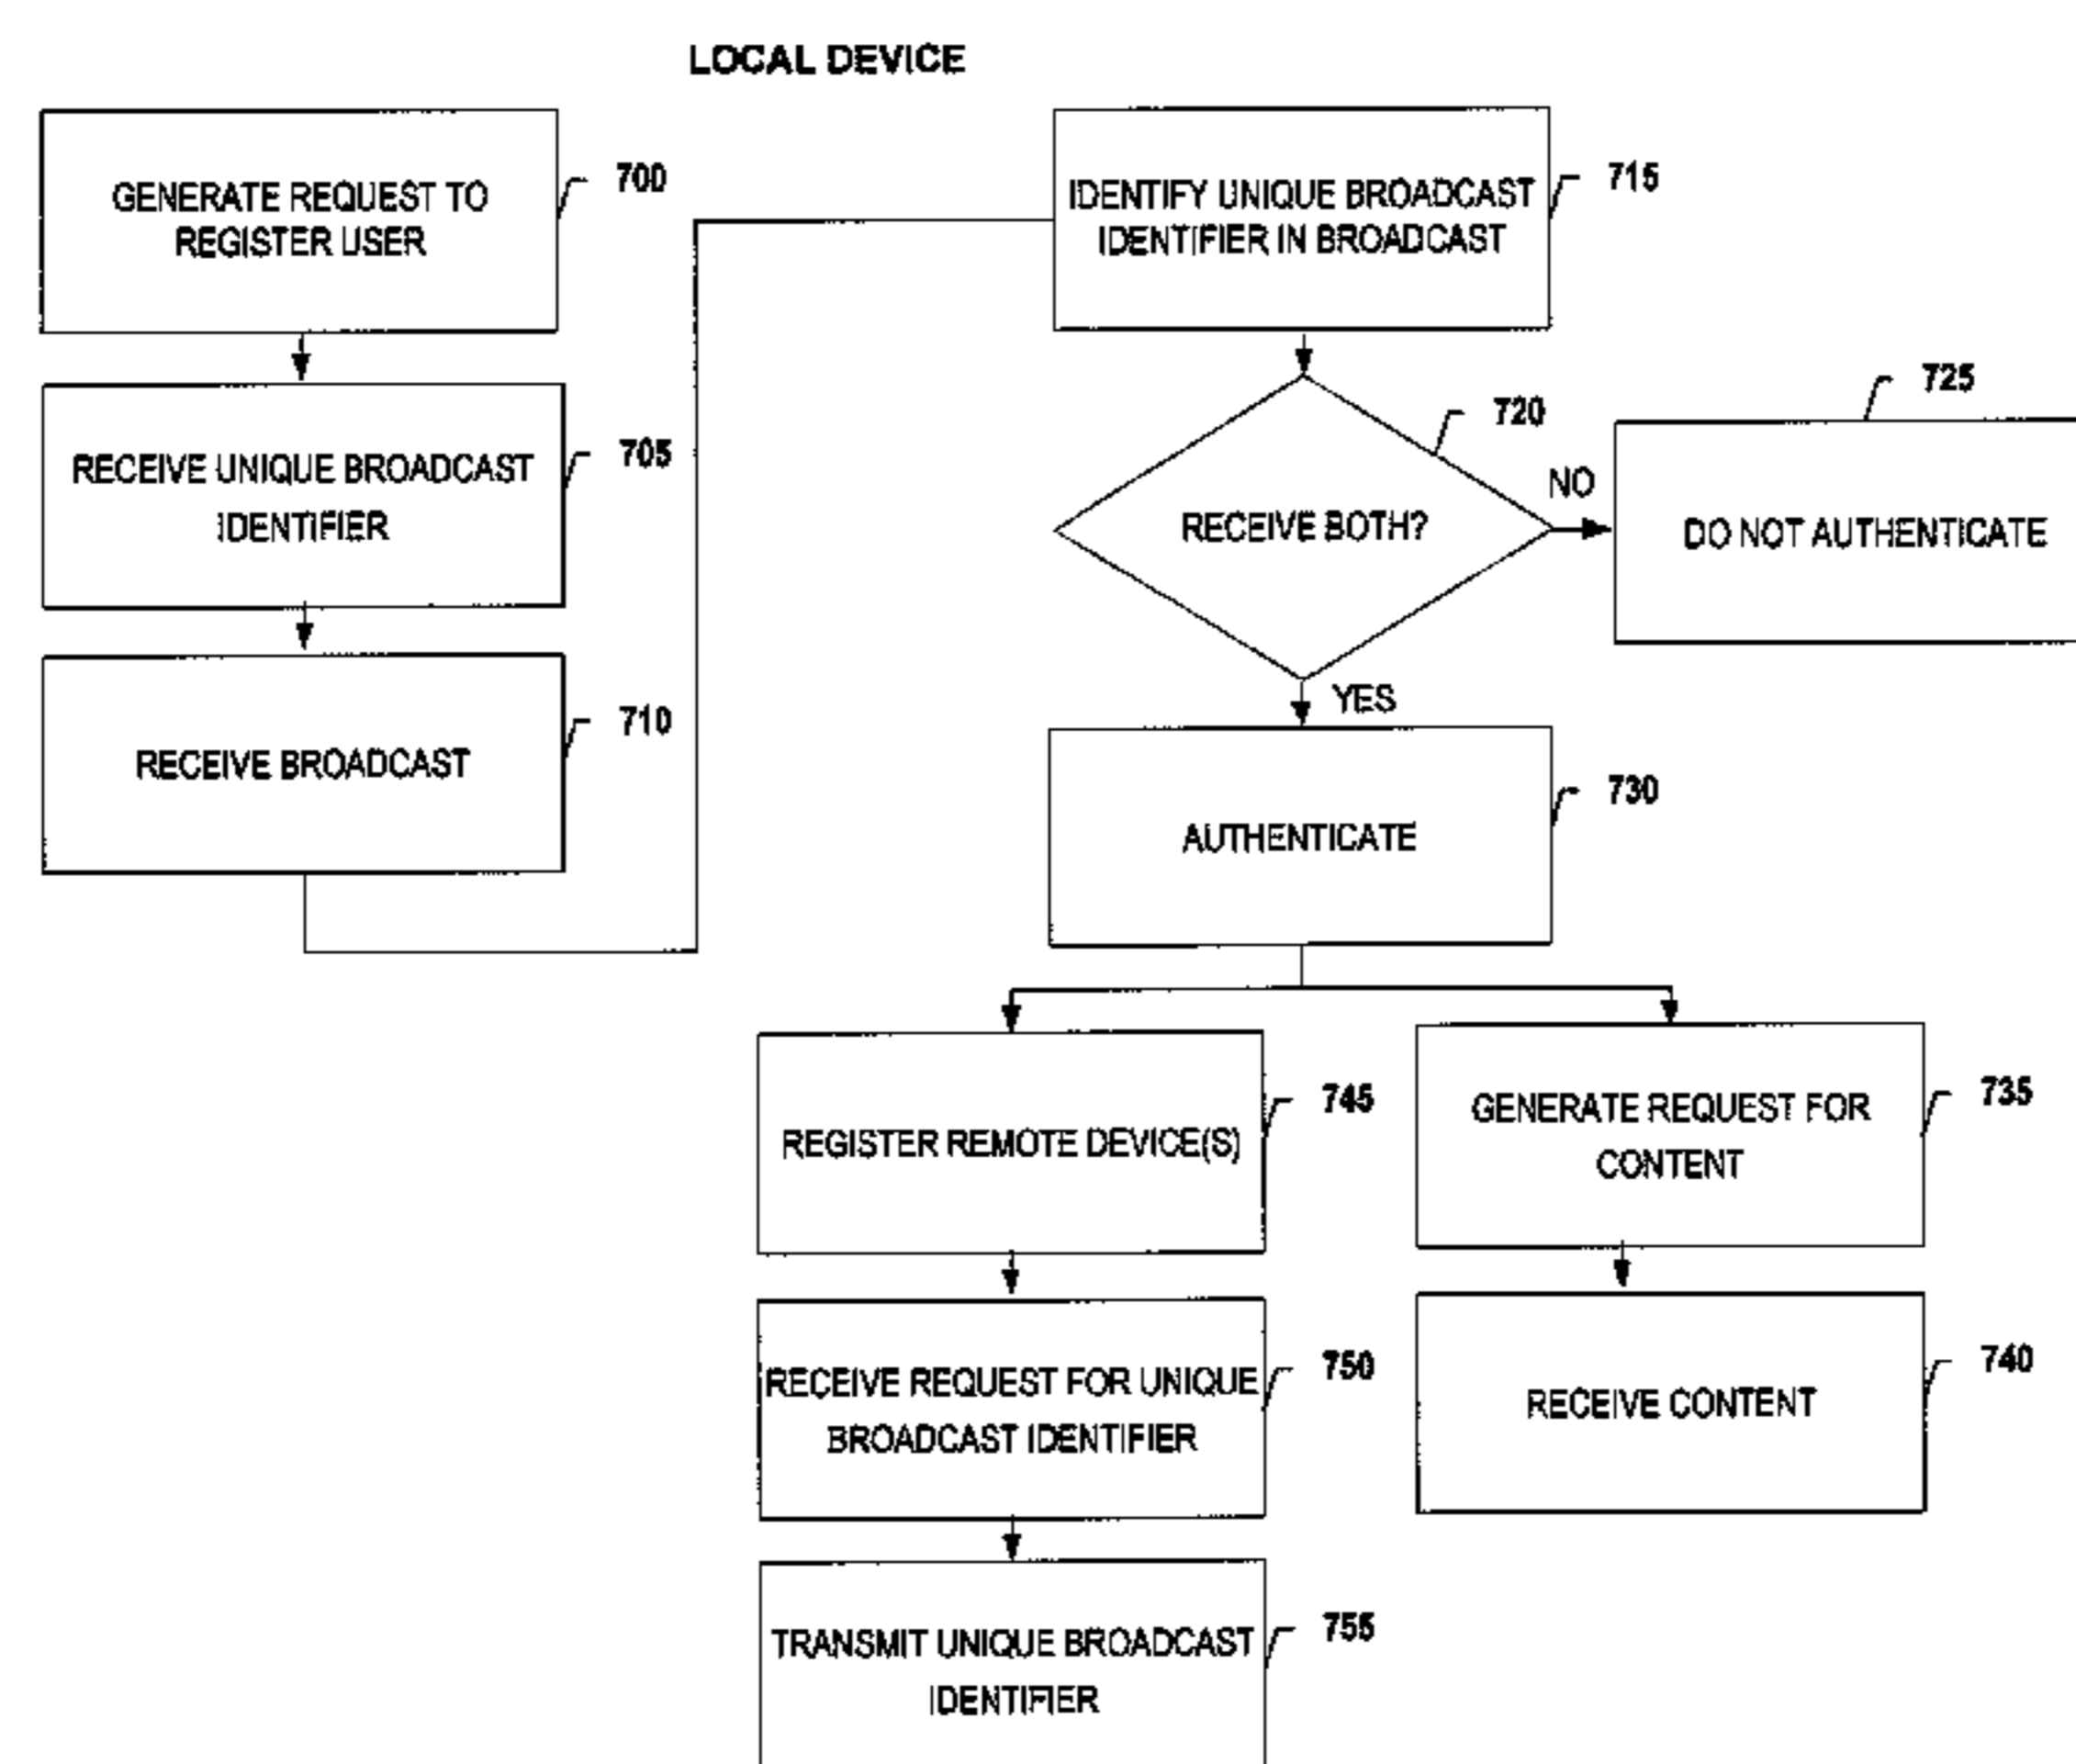 LOCAL DEVICE
GENERATE REQUEST TO
REGISTER USER
700
RECEIVE UNIQUE BROADCAST
IDENTIFIER
705
RECEIVE BROADCAST
710
IDENTIFY UNIQUE BROADCAST
IDENTIFIER IN BROADCAST
715
RECEIVE BOTH?
720
NO
725
DO NOT AUTHENTICATE
YES
AUTHENTICATE
730
REGISTER REMOTE DEVICE(S)
745
RECEIVE REQUEST FOR UNIQUE
BROADCAST IDENTIFIER
750
TRANSMIT UNIQUE BROADCAST
IDENTIFIER
755
GENERATE REQUEST FOR
CONTENT
735
RECEIVE CONTENT
740